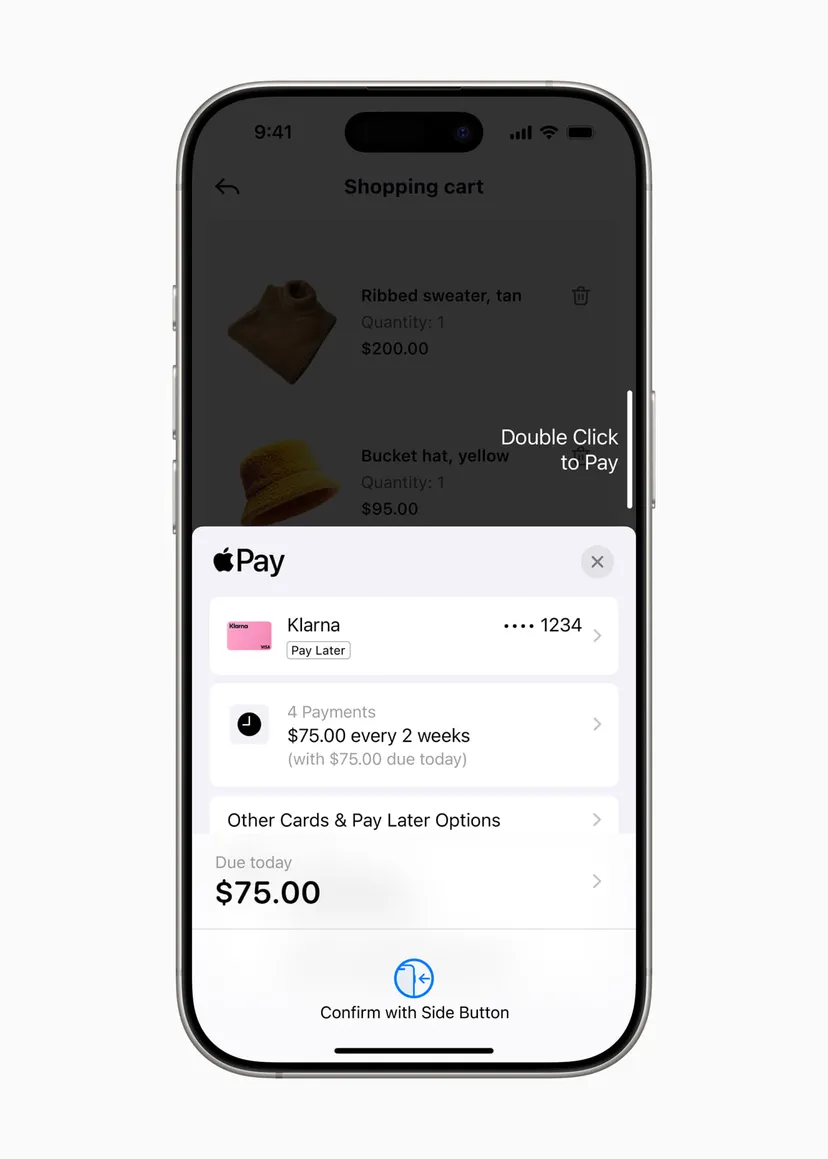 9:41
Shopping cart
Ribbed sweater, tan
Quantity: 1
$200.00
Double Click
to Pay
Bucket hat, yellow
Quantity: 1
$95.00
Pay
Klarna
Klarna
VISA
•••• 1234
Pay Later
4 Payments
$75.00 every 2 weeks
(with $75.00 due today)
Other Cards & Pay Later Options
Due today
$75.00
Confirm with Side Button